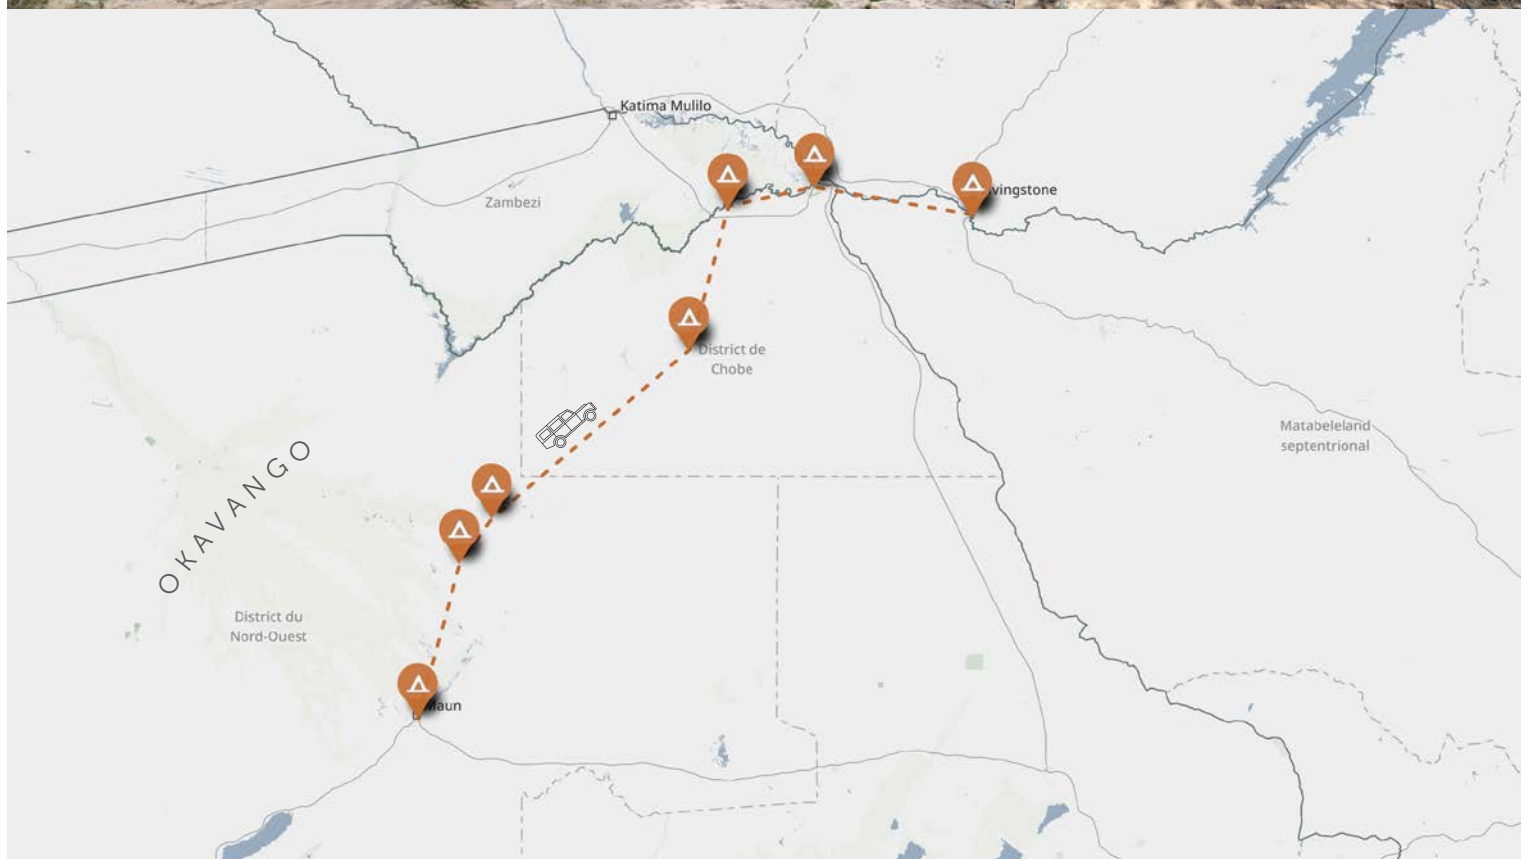 Katima Mulilo
vingstone
Zambezi
District de
Chobe
Matabeleland
septentrional
OKAVANGO
District du
Nord-Ouest
Maun